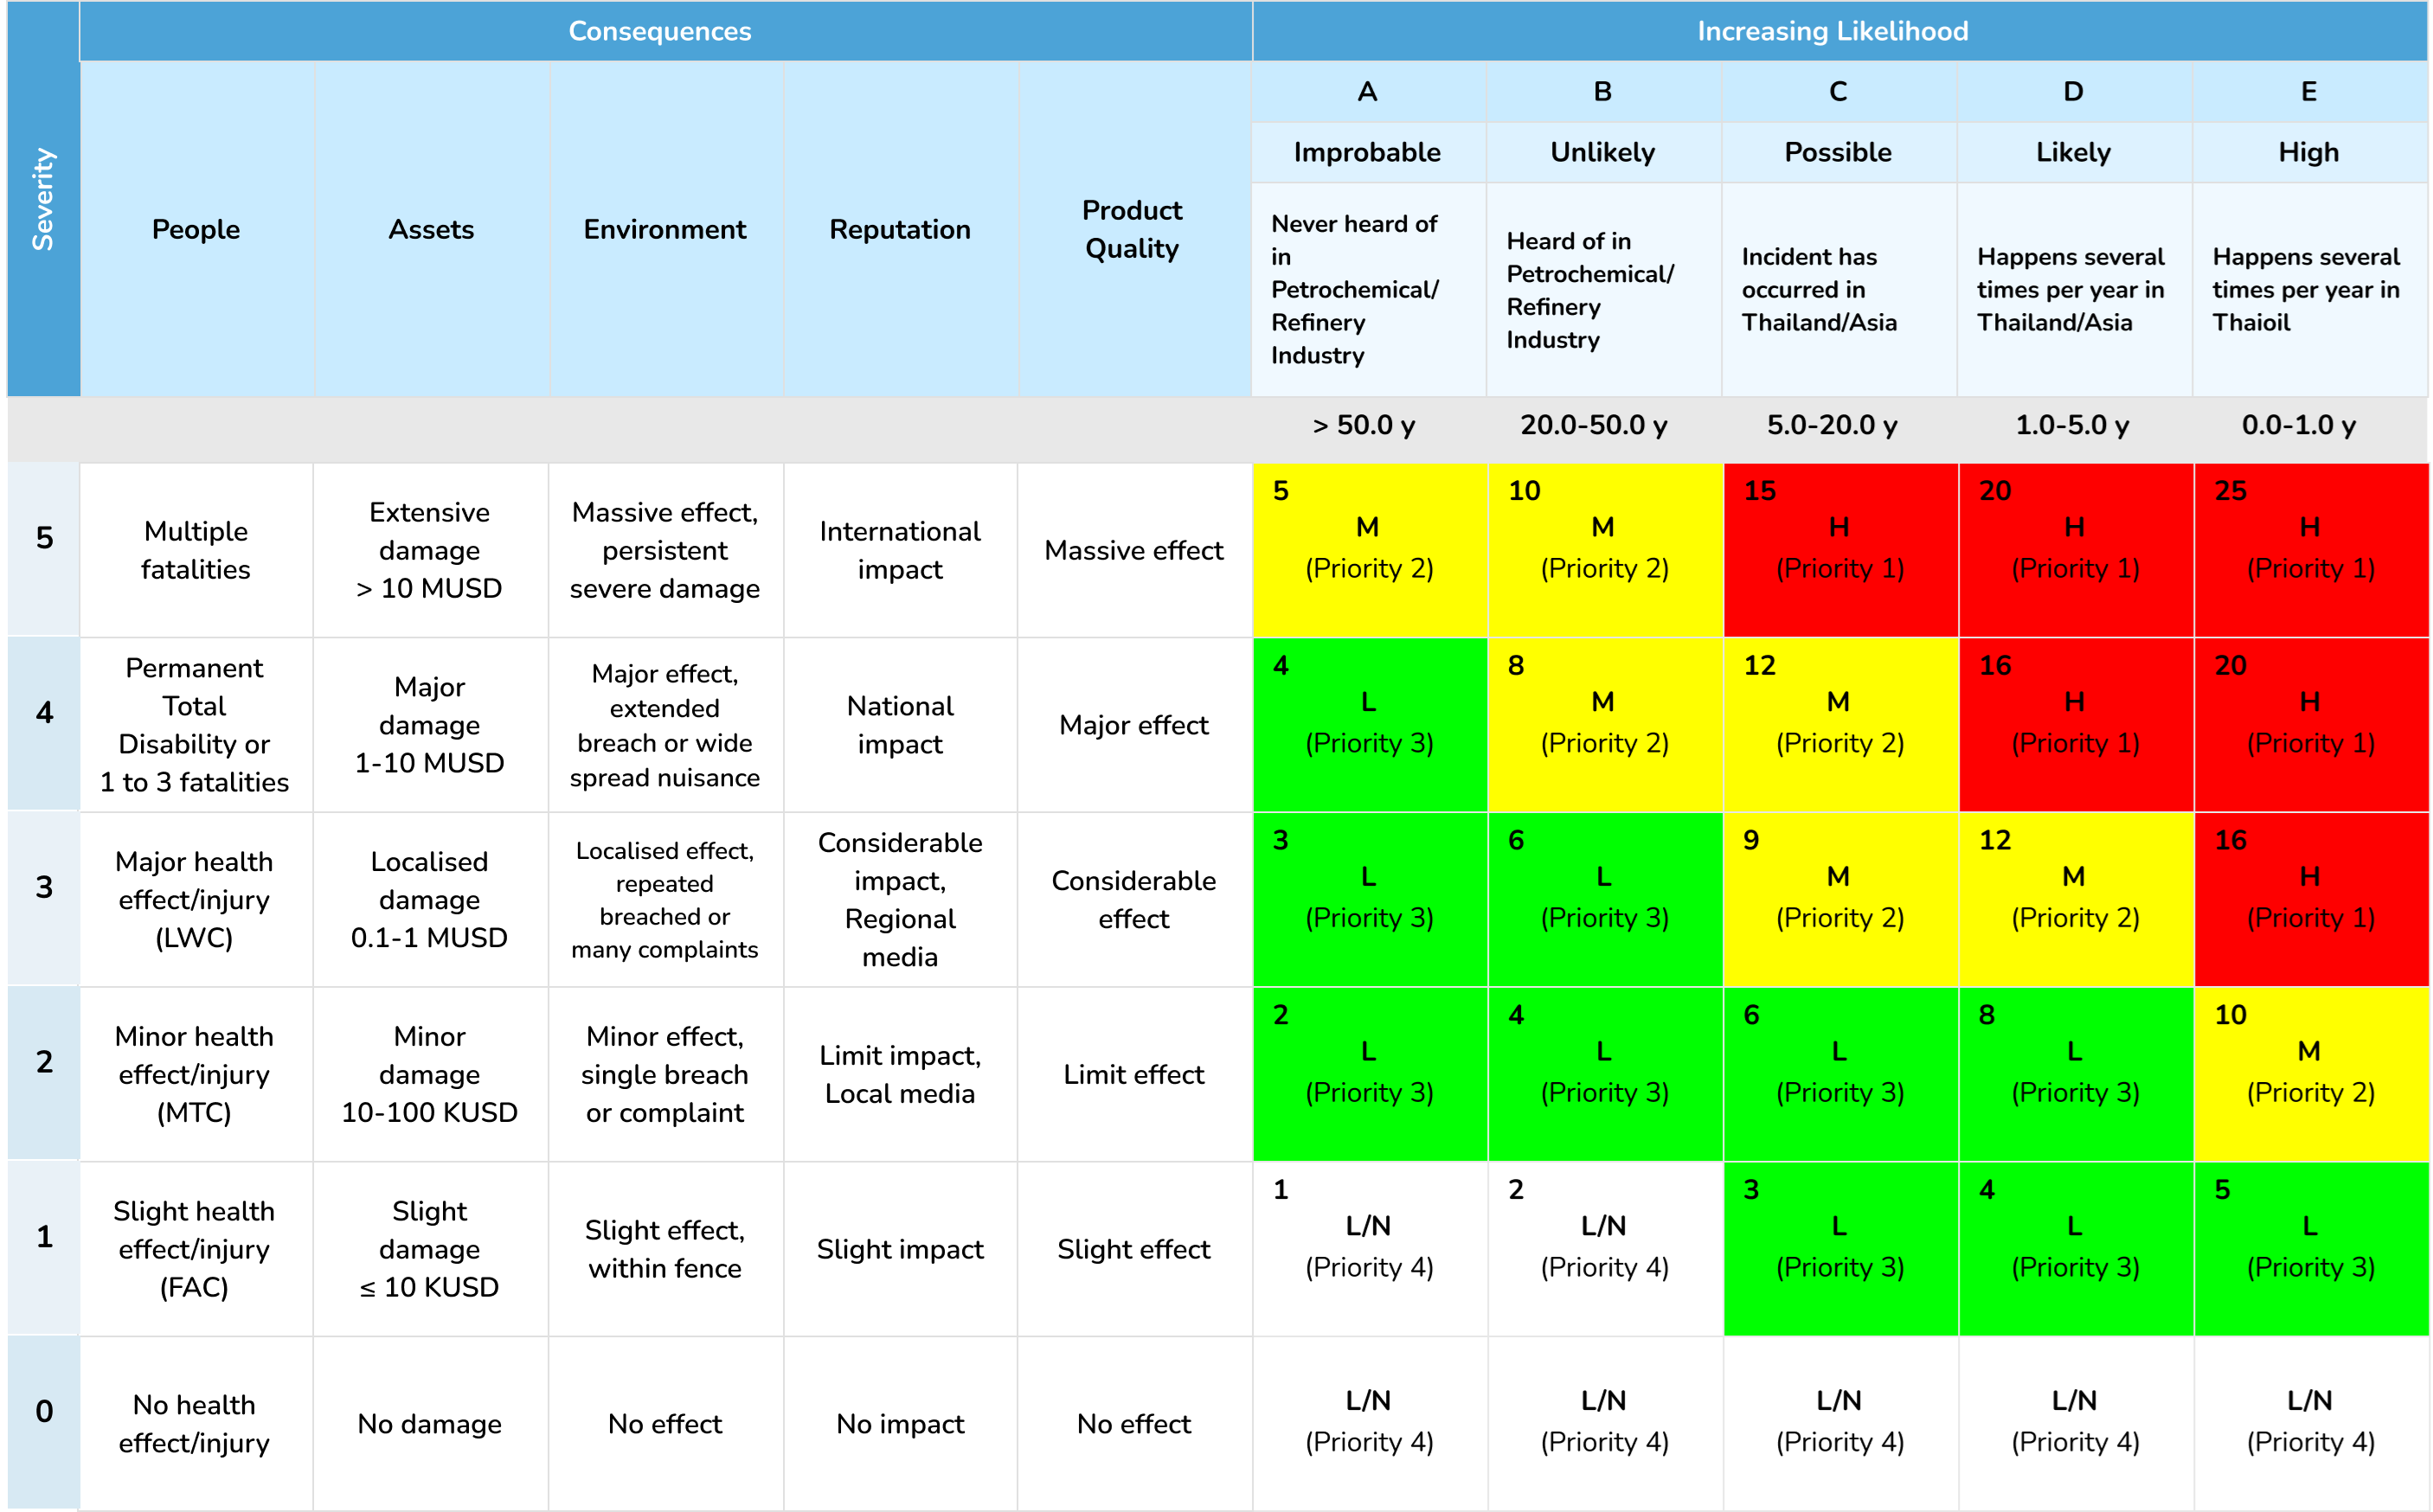 Severity
Consequences
Increasing Likelihood
People
Assets
Environment
Reputation
Product
Quality
A
B
C
D
E
Improbable
Unlikely
Possible
Likely
High
Never heard of
in
Petrochemical/
Refinery
Industry
Heard of in
Petrochemical/
Refinery
Industry
Incident has
occurred in
Thailand/Asia
Happens several
times per year in
Thailand/Asia
Happens several
times per year in
Thaioil
> 50.0 y
20.0-50.0 y
5.0-20.0 y
1.0-5.0 y
0.0-1.0 y
5
Multiple
fatalities
Extensive
damage
> 10 MUSD
Massive effect,
persistent
severe damage
International
impact
Massive effect
5
M
(Priority 2)
10
M
(Priority 2)
15
H
(Priority 1)
20
H
(Priority 1)
25
H
(Priority 1)
4
Permanent
Total
Disability or
1 to 3 fatalities
Major
damage
1-10 MUSD
Major effect,
extended
breach or wide
spread nuisance
National
impact
Major effect
4
L
(Priority 3)
8
M
(Priority 2)
12
M
(Priority 2)
16
H
(Priority 1)
20
H
(Priority 1)
3
Major health
effect/injury
(LWC)
Localised
damage
0.1-1 MUSD
Localised effect,
repeated
breached or
many complaints
Considerable
impact,
Regional
media
Considerable
effect
3
L
(Priority 3)
6
L
(Priority 3)
9
M
(Priority 2)
12
M
(Priority 2)
16
H
(Priority 1)
2
Minor health
effect/injury
(MTC)
Minor
damage
10-100 KUSD
Minor effect,
single breach
or complaint
Limit impact,
Local media
Limit effect
2
L
(Priority 3)
4
L
(Priority 3)
6
L
(Priority 3)
8
L
(Priority 3)
10
M
(Priority 2)
1
Slight health
effect/injury
(FAC)
Slight
damage
≤ 10 KUSD
Slight effect,
within fence
Slight impact
Slight effect
1
L/N
(Priority 4)
2
L/N
(Priority 4)
3
L
(Priority 3)
4
L
(Priority 3)
5
L
(Priority 3)
0
No health
effect/injury
No damage
No effect
No impact
No effect
L/N
(Priority 4)
L/N
(Priority 4)
L/N
(Priority 4)
L/N
(Priority 4)
L/N
(Priority 4)